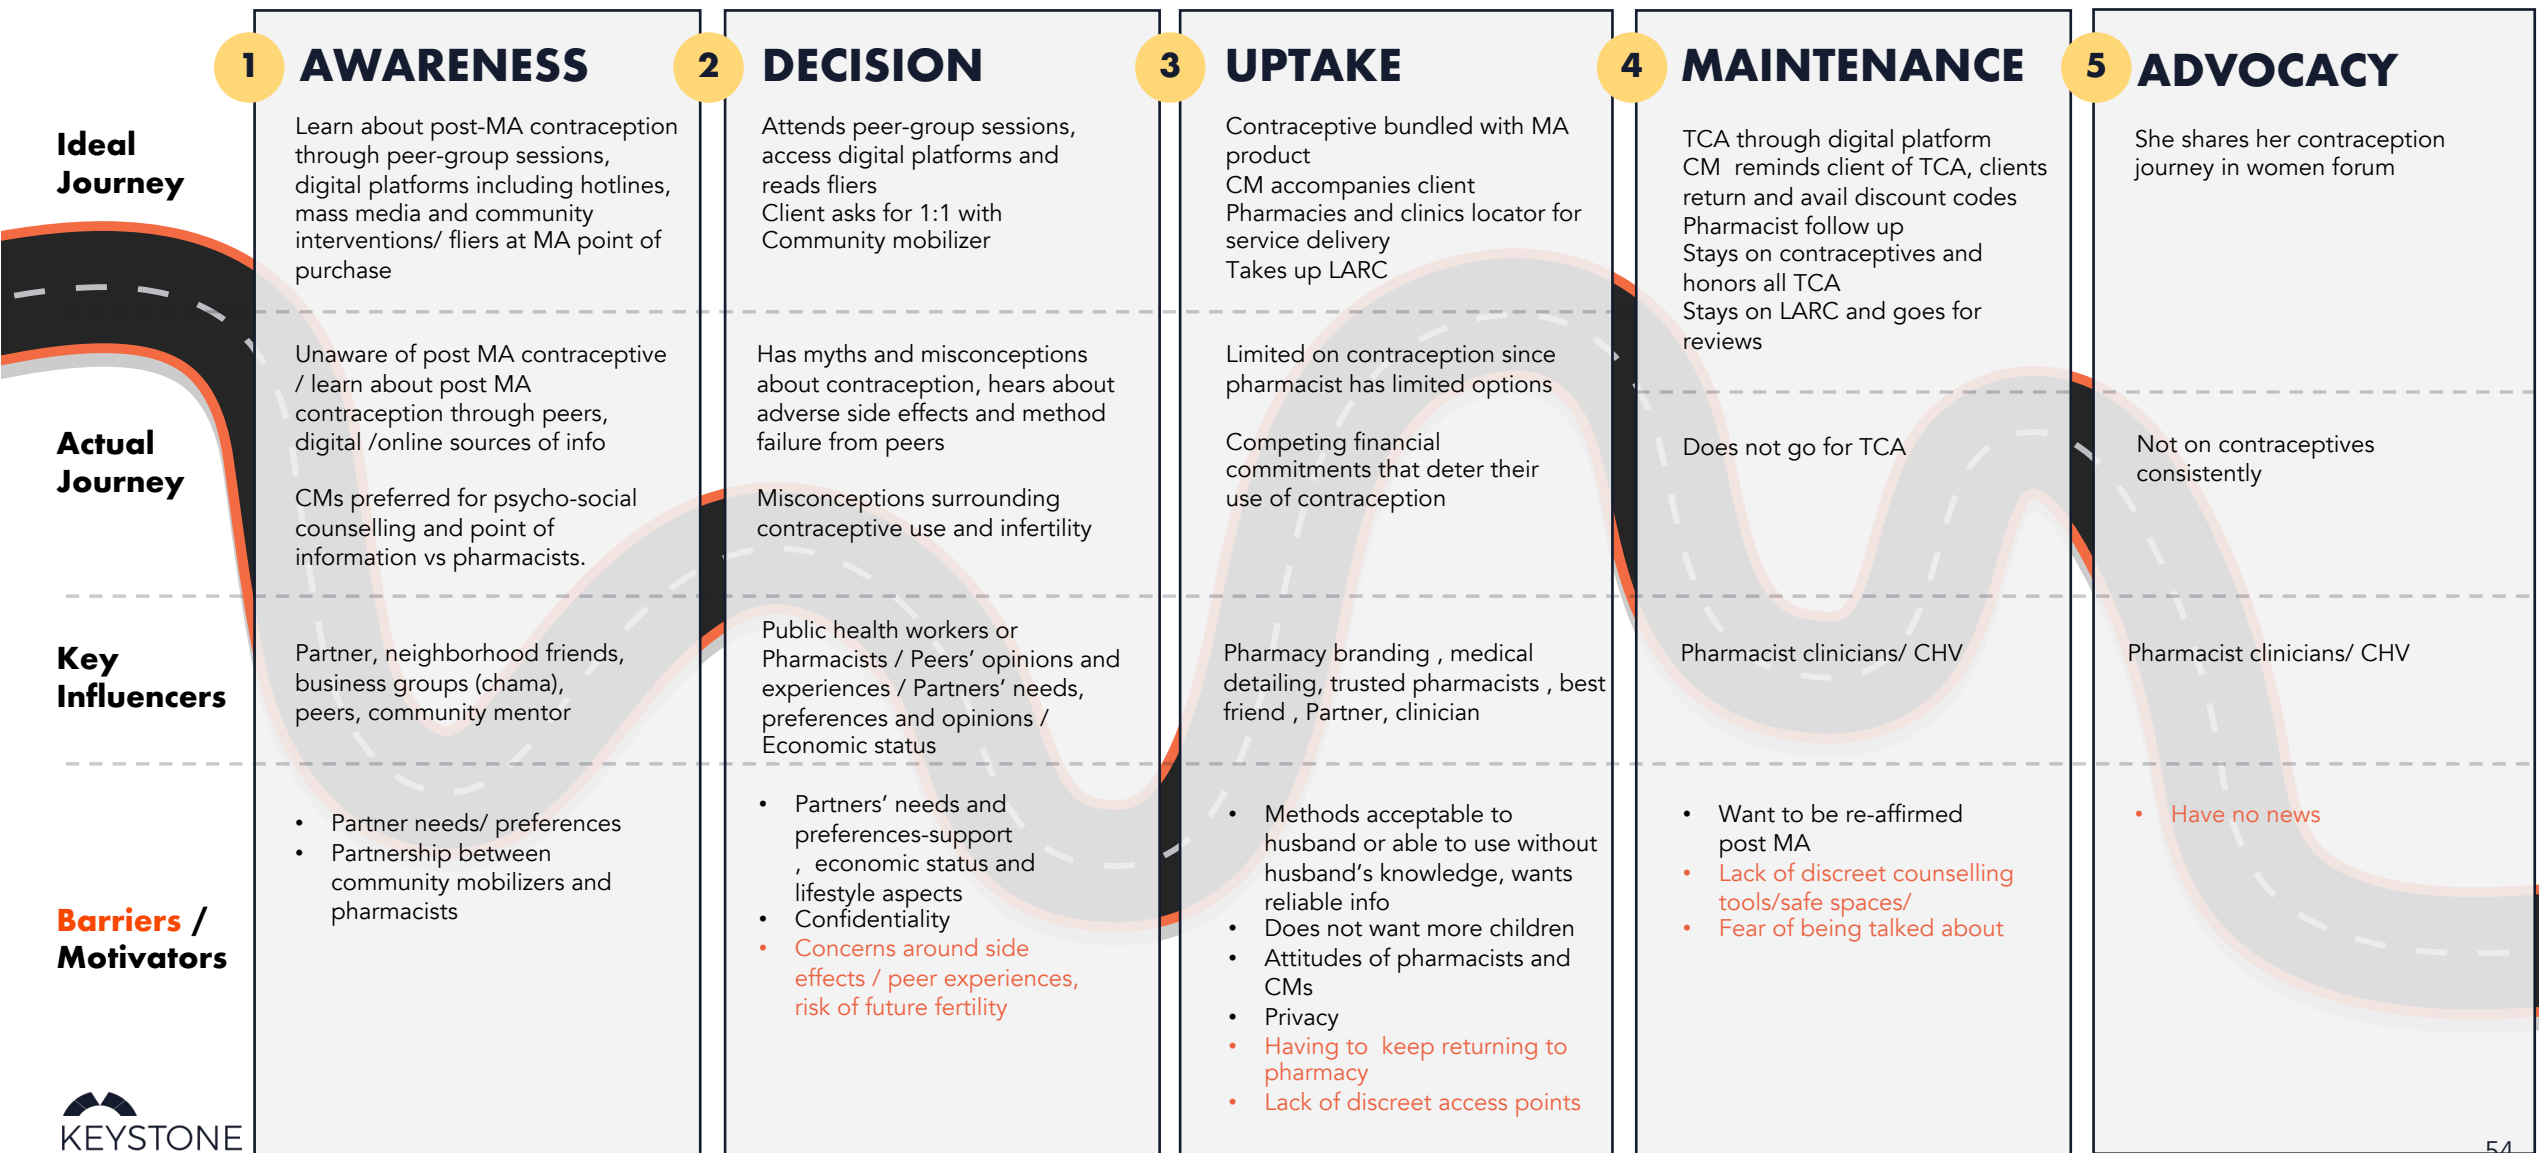 1 AWARENESS
2 DECISION
3 UPTAKE
4 MAINTENANCE
5 ADVOCACY
Ideal
Journey
Learn about post-MA contraception
through peer-group sessions,
digital platforms including hotlines,
mass media and community
interventions/ fliers at MA point of
purchase
Attends peer-group sessions,
access digital platforms and
reads fliers
Client asks for 1:1 with
Community mobilizer
Contraceptive bundled with MA
product
CM accompanies client
Pharmacies and clinics locator for
service delivery
Takes up LARC
TCA through digital platform
CM reminds client of TCA, clients
return and avail discount codes
Pharmacist follow up
Stays on contraceptives and
honors all TCA
Stays on LARC and goes for
reviews
She shares her contraception
journey in women forum
Actual
Journey
Unaware of post MA contraceptive
/ learn about post MA
contraception through peers,
digital /online sources of info
CMs preferred for psycho-social
counselling and point of
information vs pharmacists.
Has myths and misconceptions
about contraception, hears about
adverse side effects and method
failure from peers
Misconceptions surrounding
contraceptive use and infertility
Limited on contraception since
pharmacist has limited options
Competing financial
commitments that deter their
use of contraception
Does not go for TCA
Not on contraceptives
consistently
Key
Influencers
Partner, neighborhood friends,
business groups (chama),
peers, community mentor
Public health workers or
Pharmacists / Peers’ opinions and
experiences / Partners’ needs,
preferences and opinions /
Economic status
Pharmacy branding , medical
detailing, trusted pharmacists , best
friend , Partner, clinician
Pharmacist clinicians/ CHV
Pharmacist clinicians/ CHV
Barriers /
Motivators
• Partner needs/ preferences
• Partnership between
community mobilizers and
pharmacists
• Partners’ needs and
preferences-support
, economic status and
lifestyle aspects
• Confidentiality
• Concerns around side
effects / peer experiences,
risk of future fertility
• Methods acceptable to
husband or able to use without
husband’s knowledge, wants
reliable info
• Does not want more children
• Attitudes of pharmacists and
CMs
• Privacy
• Having to keep returning to
pharmacy
• Lack of discreet access points
• Want to be re-affirmed
post MA
• Lack of discreet counselling
tools/safe spaces/
• Fear of being talked about
• Have no news
KEYSTONE
54